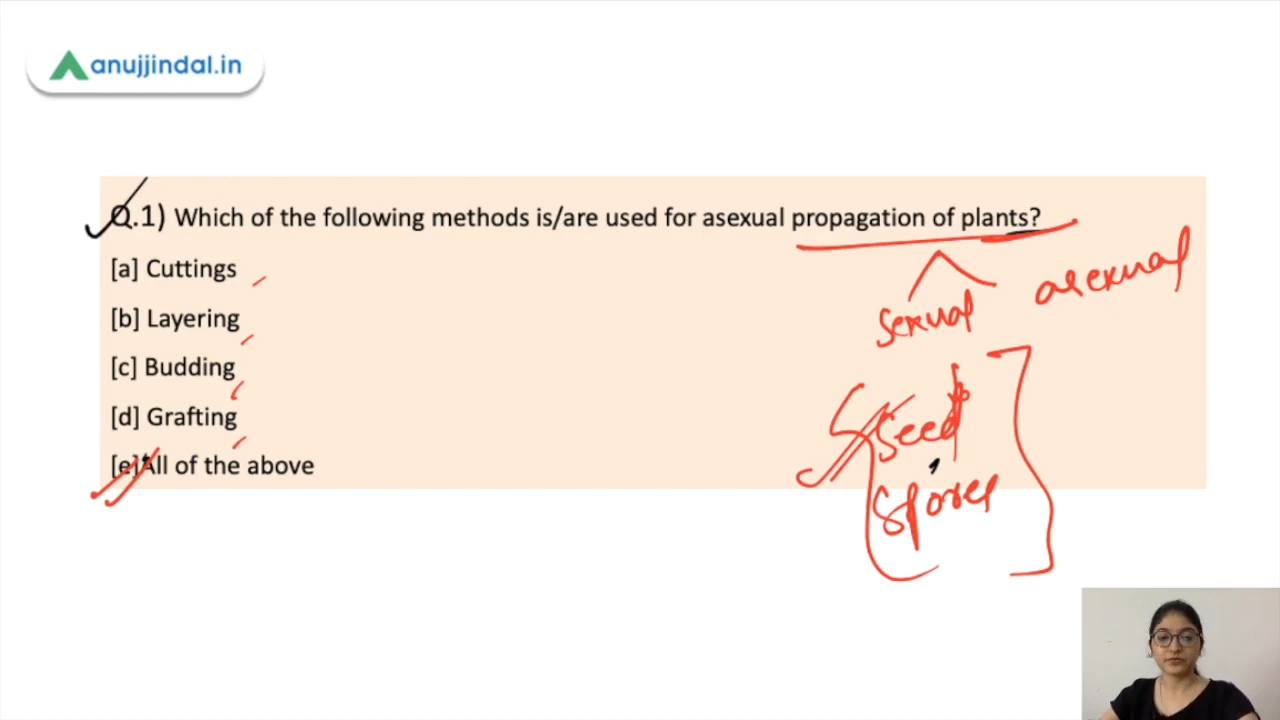 anujjindal.in
Q.1) Which of the following methods is/are used for asexual propagation of plants?
[a] Cuttings
[b] Layering
[c] Budding
[d] Grafting
[e] All of the above
sexual
asexual
Seed
Spores